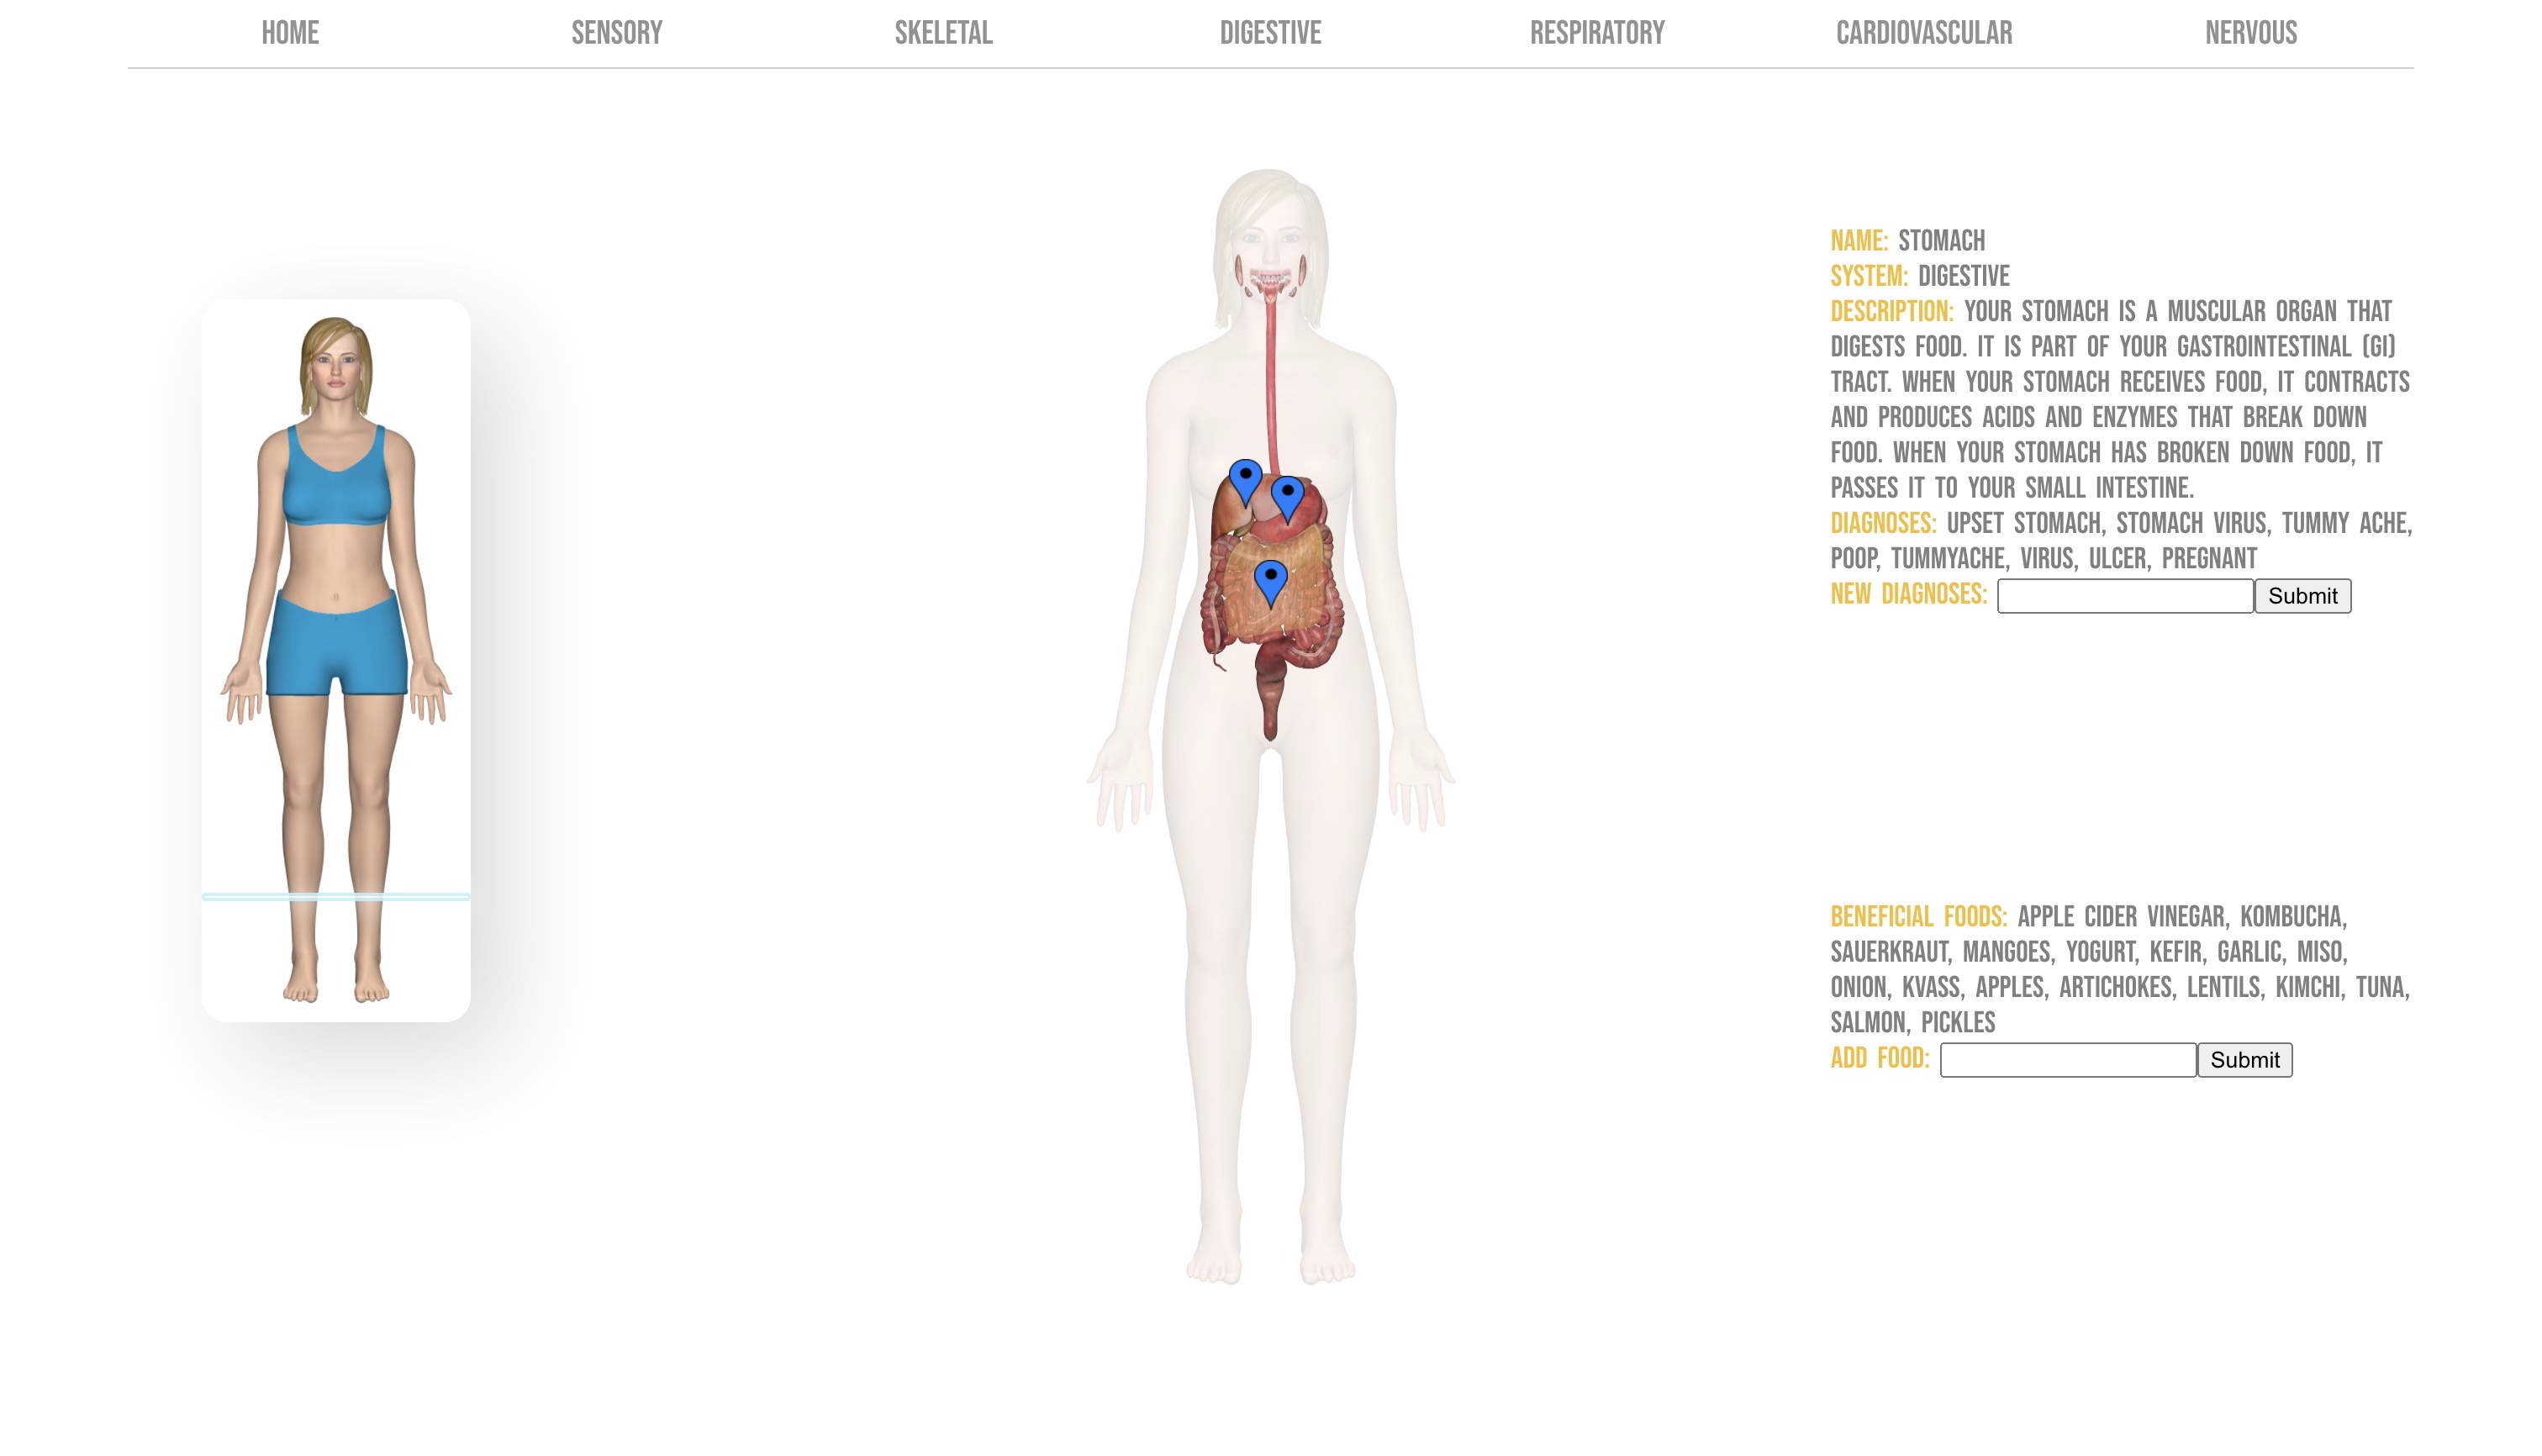 HOME SENSORY SKELETAL DIGESTIVE RESPIRATORY CARDIOVASCULAR NERVOUS
NAME: STOMACH
SYSTEM: DIGESTIVE
DESCRIPTION: YOUR STOMACH IS A MUSCULAR ORGAN THAT
DIGESTS FOOD. IT IS PART OF YOUR GASTROINTESTINAL (GI)
TRACT. WHEN YOUR STOMACH RECEIVES FOOD, IT CONTRACTS
AND PRODUCES ACIDS AND ENZYMES THAT BREAK DOWN
FOOD. WHEN YOUR STOMACH HAS BROKEN DOWN FOOD, IT
PASSES IT TO YOUR SMALL INTESTINE.
DIAGNOSES: UPSET STOMACH, STOMACH VIRUS, TUMMY ACHE,
POOP, TUMMYACHE, VIRUS, ULCER, PREGNANT
NEW DIAGNOSES: Submit
BENEFICIAL FOODS: APPLE CIDER VINEGAR, KOMBUCHA,
SAUERKRAUT, MANGOES, YOGURT, KEFIR, GARLIC, MISO,
ONION, KVASS, APPLES, ARTICHOKES, LENTILS, KIMCHI, TUNA,
SALMON, PICKLES
ADD FOOD: Submit